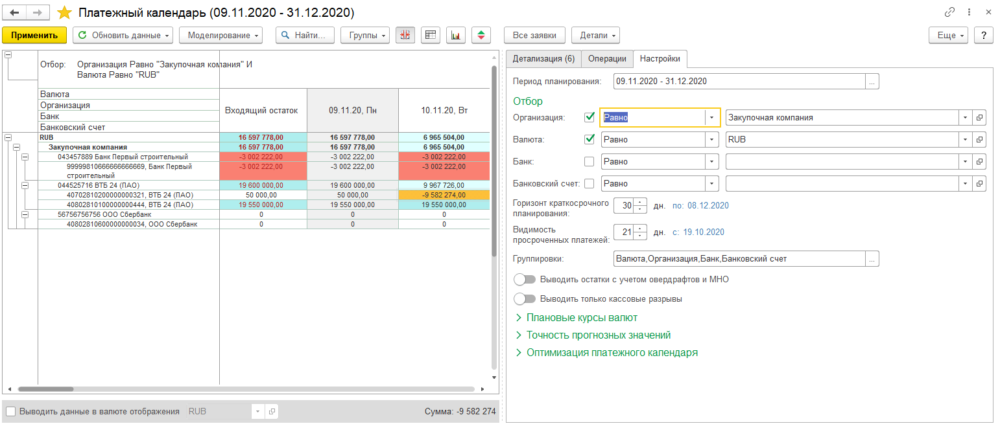 Платежный календарь (09.11.2020 - 31.12.2020)
Применить Обновить данные Моделирование Найти... Группы Все заявки Детали Еще ?
Отбор: Организация Равно "Закупочная компания" И
Валюта Равно "RUB"
Валюта
Организация
Банк
Банковский счет
Входящий остаток 09.11.20, Пн 10.11.20, Вт
RUB 16 597 778,00 16 597 778,00 6 965 504,00
Закупочная компания 16 597 778,00 16 597 778,00 6 965 504,00
043457889 Банк Первый строительный -3 002 222,00 -3 002 222,00 -3 002 222,00
99999810666666666669, Банк Первый -3 002 222,00 -3 002 222,00 -3 002 222,00
строительный
044525716 ВТБ 24 (ПАО) 19 600 000,00 19 600 000,00 9 967 726,00
40702810200000000321, ВТБ 24 (ПАО) 50 000,00 50 000,00 -9 582 274,00
40802810100000000444, ВТБ 24 (ПАО) 19 550 000,00 19 550 000,00 19 550 000,00
56756756756 ООО Сбербанк 0 0 0
40802810600000000034, ООО Сбербанк 0 0 0
Выводить данные в валюте отображения RUB Сумма: -9 582 274
Детализация (6) Операции Настройки
Период планирования: 09.11.2020 - 31.12.2020 ...
Отбор
Организация: Равно Закупочная компания
Валюта: Равно RUB
Банк: Равно
Банковский счет: Равно
Горизонт краткосрочного
планирования: 30 дн. по: 08.12.2020
Видимость
просроченных платежей: 21 дн. с: 19.10.2020
Группировки: Валюта,Организация,Банк,Банковский счет ...
Выводить остатки с учетом овердрафтов и МНО
Выводить только кассовые разрывы
Плановые курсы валют
Точность прогнозных значений
Оптимизация платежного календаря